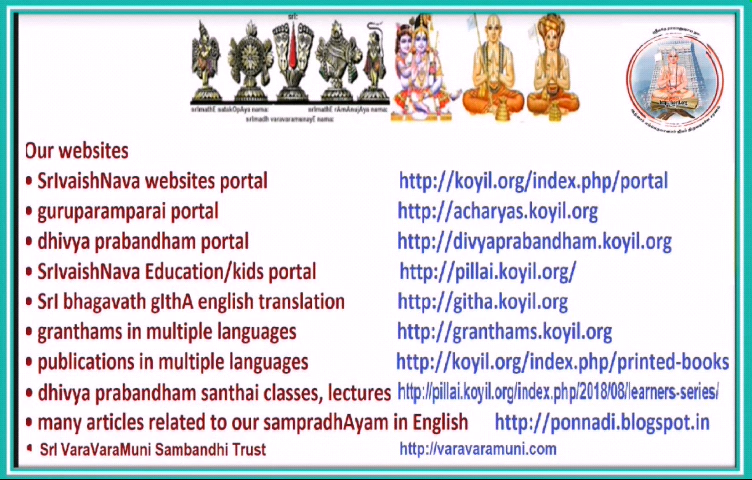 srI:
srImathE satakOpAya nama: srImathE rAmAnujAya nama:
srImadh varavaramunayE nama:
Our websites
• SrIvaishNava websites portal http://koyil.org/index.php/portal
• guruparamparai portal http://acharyas.koyil.org
• dhivya prabandham portal http://divyaprabandham.koyil.org
• SrIvaishNava Education/kids portal http://pillai.koyil.org/
• SrI bhagavath gIthA english translation http://githa.koyil.org
• granthams in multiple languages http://granthams.koyil.org
• publications in multiple languages http://koyil.org/index.php/printed-books
• dhivya prabandham santhai classes, lectures http://pillai.koyil.org/index.php/2018/08/learners-series/
• many articles related to our sampradhAyam in English http://ponnadi.blogspot.in
• SrI VaraVaraMuni Sambandhi Trust http://varavaramuni.com